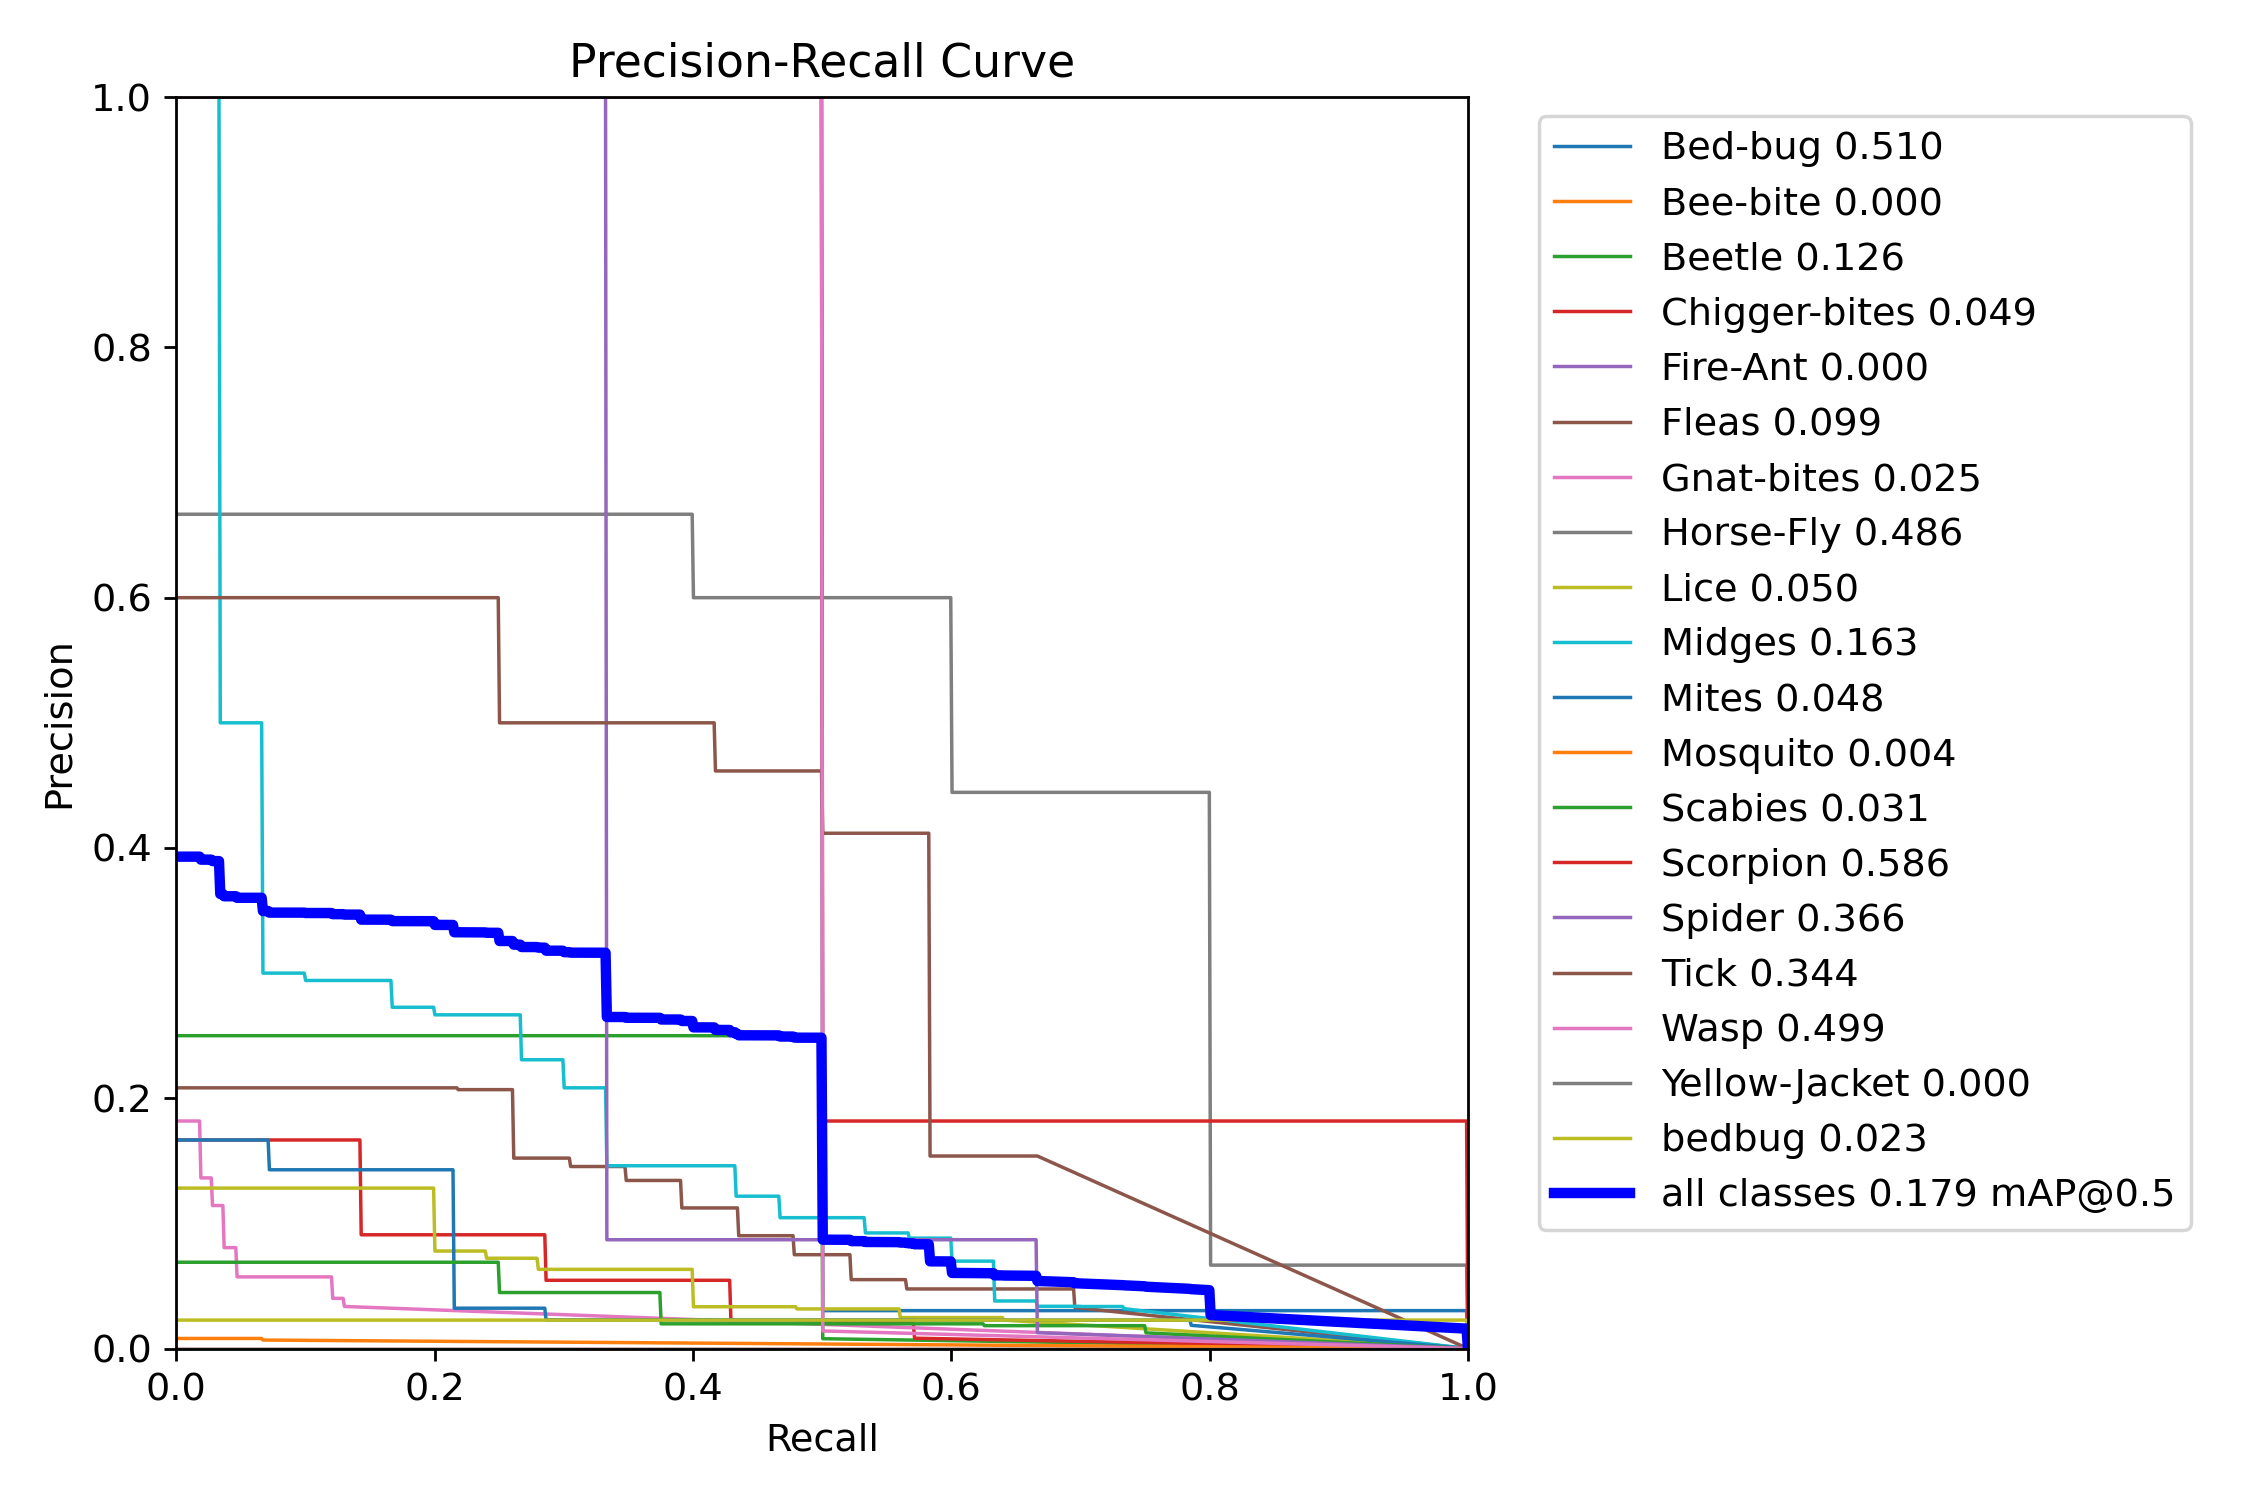 Precision-Recall Curve
1.0
0.8
0.6
0.4
0.2
0.0
Precision
0.0 0.2 0.4 0.6 0.8 1.0
Recall
Bed-bug 0.510
Bee-bite 0.000
Beetle 0.126
Chigger-bites 0.049
Fire-Ant 0.000
Fleas 0.099
Gnat-bites 0.025
Horse-Fly 0.486
Lice 0.050
Midges 0.163
Mites 0.048
Mosquito 0.004
Scabies 0.031
Scorpion 0.586
Spider 0.366
Tick 0.344
Wasp 0.499
Yellow-Jacket 0.000
bedbug 0.023
all classes 0.179 mAP@0.5